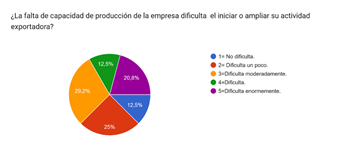 ¿La falta de capacidad de producción de la empresa dificulta el iniciar o ampliar su actividad
exportadora?
12,5%
20,8%
29,2%
12,5%
25%
1= No dificulta.
2= Dificulta un poco.
3=Dificulta moderadamente.
4=Dificulta.
5=Dificulta enormemente.